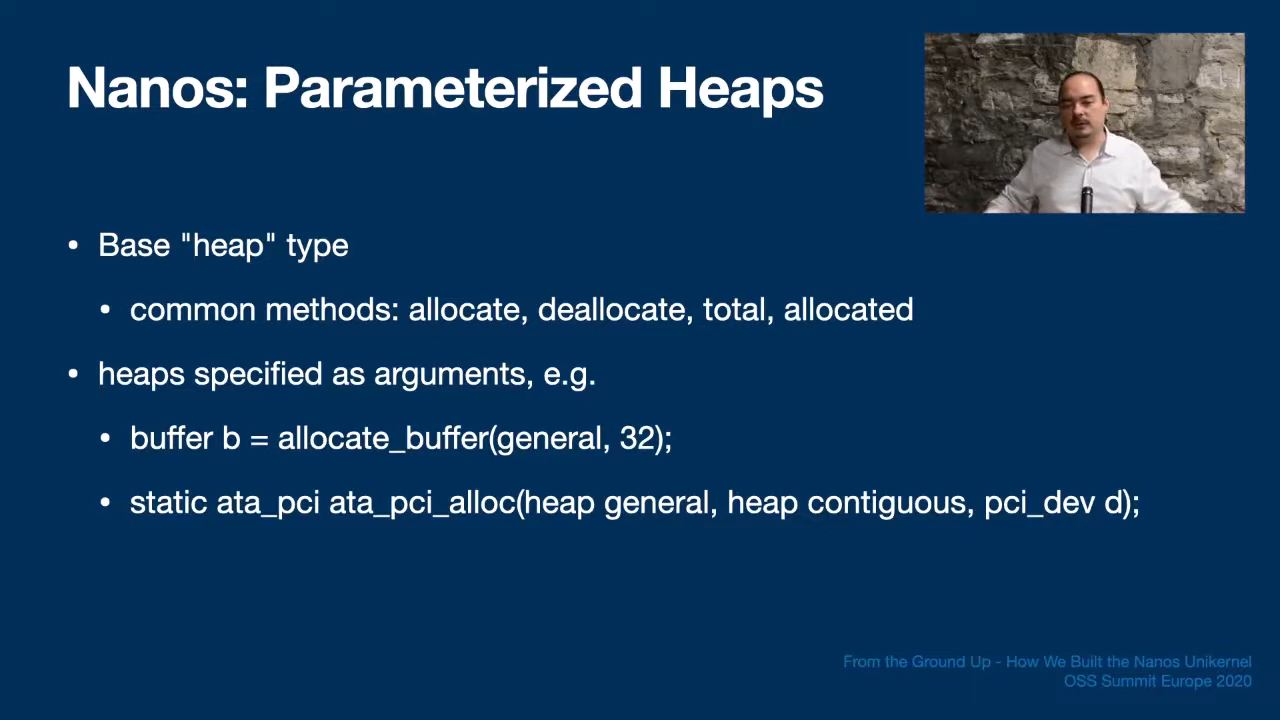 Nanos: Parameterized Heaps
• Base "heap" type
• common methods: allocate, deallocate, total, allocated
• heaps specified as arguments, e.g.
• buffer b = allocate_buffer(general, 32);
• static ata_pci ata_pci_alloc(heap general, heap contiguous, pci_dev d);
From the Ground Up - How We Built the Nanos Unikernel
OSS Summit Europe 2020